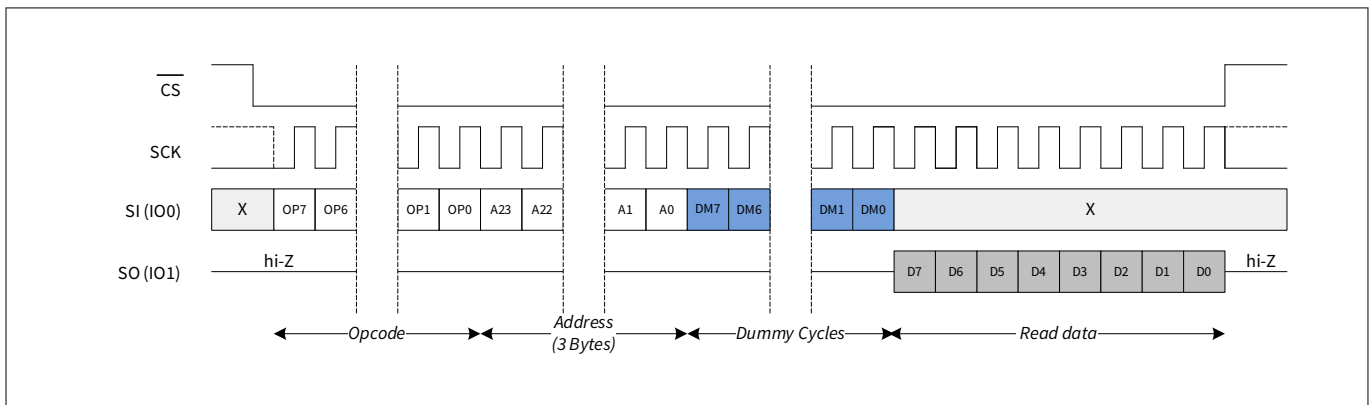 CS
SCK
SI (IO0) X OP7 OP6 OP1 OP0 A23 A22 A1 A0 DM7 DM6 DM1 DM0 X
hi-Z hi-Z
SO (IO1) D7 D6 D5 D4 D3 D2 D1 D0
Opcode Address (3 Bytes) Dummy Cycles Read data